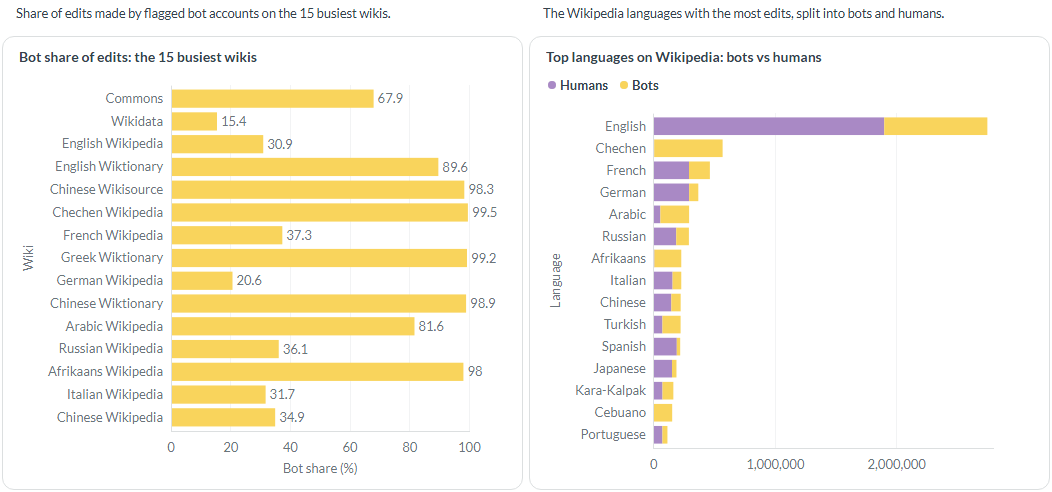 Share of edits made by flagged bot accounts on the 15 busiest wikis.
Bot share of edits: the 15 busiest wikis
Wiki
Commons 67.9
Wikidata 15.4
English Wikipedia 30.9
English Wiktionary 89.6
Chinese Wikisource 98.3
Chechen Wikipedia 99.5
French Wikipedia 37.3
Greek Wiktionary 99.2
German Wikipedia 20.6
Chinese Wiktionary 98.9
Arabic Wikipedia 81.6
Russian Wikipedia 36.1
Afrikaans Wikipedia 98
Italian Wikipedia 31.7
Chinese Wikipedia 34.9
0 20 40 60 80 100
Bot share (%)
The Wikipedia languages with the most edits, split into bots and humans.
Top languages on Wikipedia: bots vs humans
Humans Bots
Language
English
Chechen
French
German
Arabic
Russian
Afrikaans
Italian
Chinese
Turkish
Spanish
Japanese
Kara-Kalpak
Cebuano
Portuguese
0 1,000,000 2,000,000